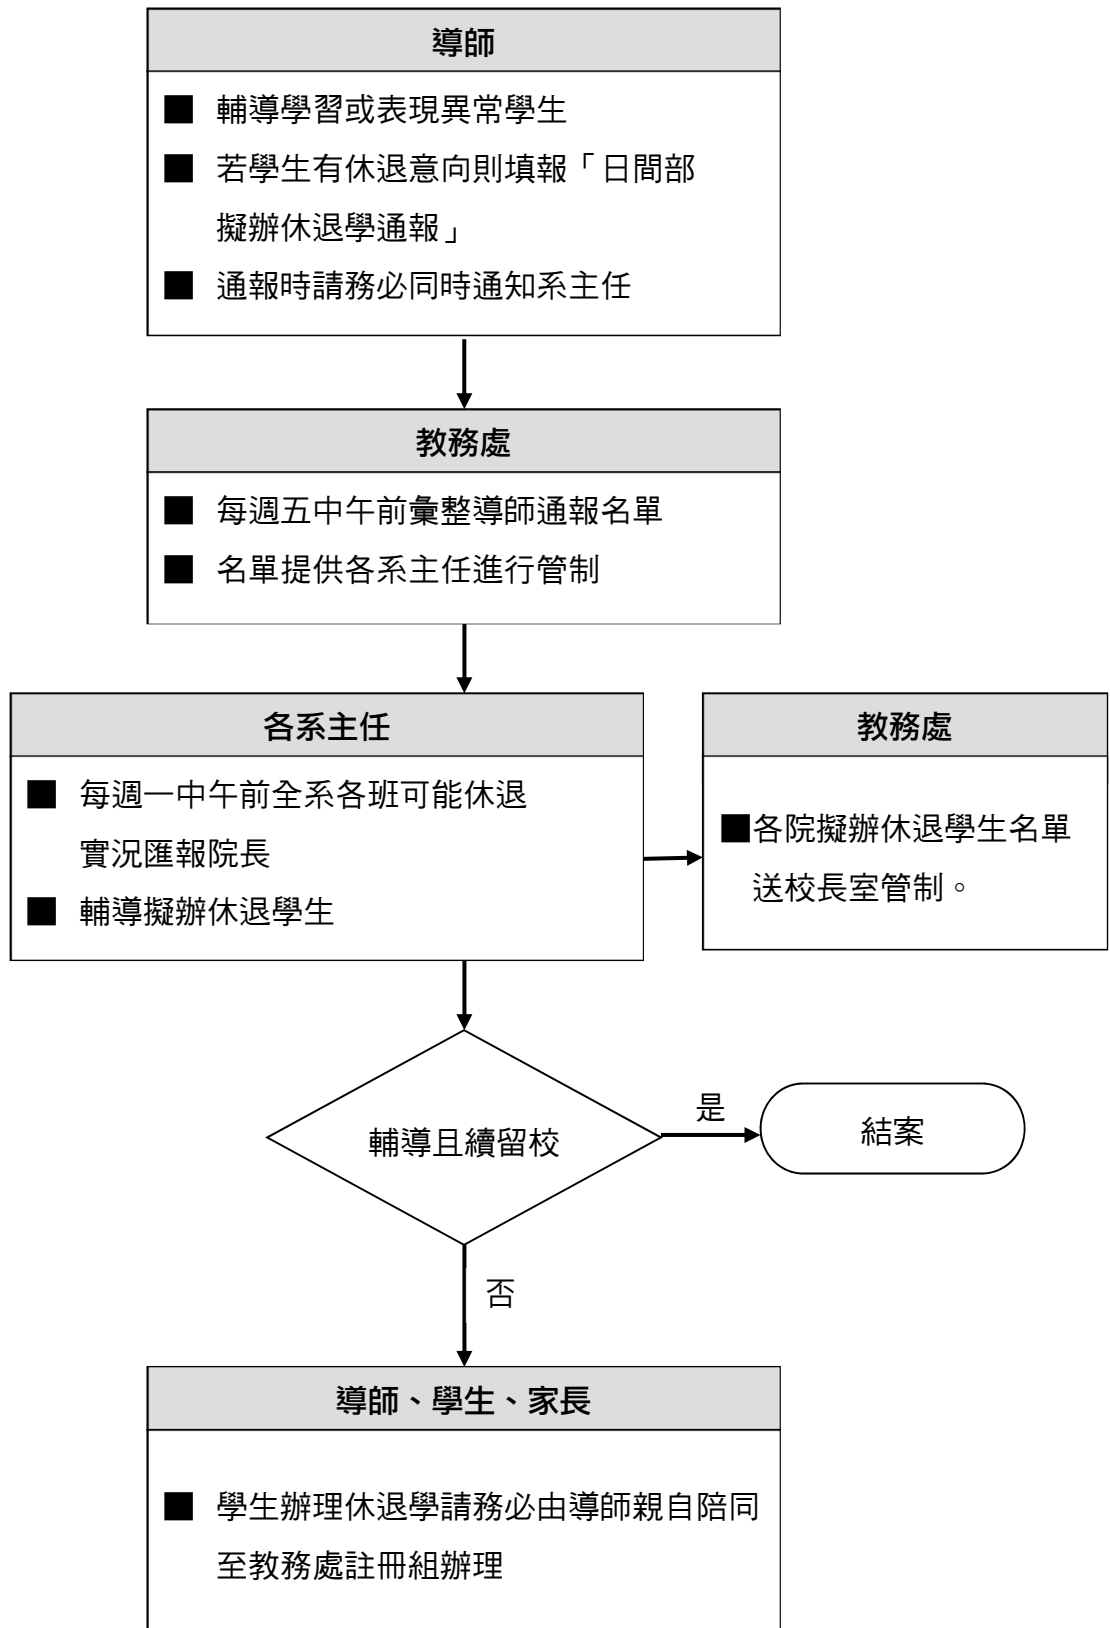 導師
■ 輔導學習或表現異常學生
■ 若學生有休退意向則填報「日間部
擬辦休退學通報」
■ 通報時請務必同時通知系主任
教務處
■ 每週五中午前彙整導師通報名單
■ 名單提供各系主任進行管制
各系主任
■ 每週一中午前全系各班可能休退
實況匯報院長
■ 輔導擬辦休退學生
教務處
■各院擬辦休退學生名單
送校長室管制。
輔導且續留校
是
結案
否
導師、學生、家長
■ 學生辦理休退學請務必由導師親自陪同
至教務處註冊組辦理